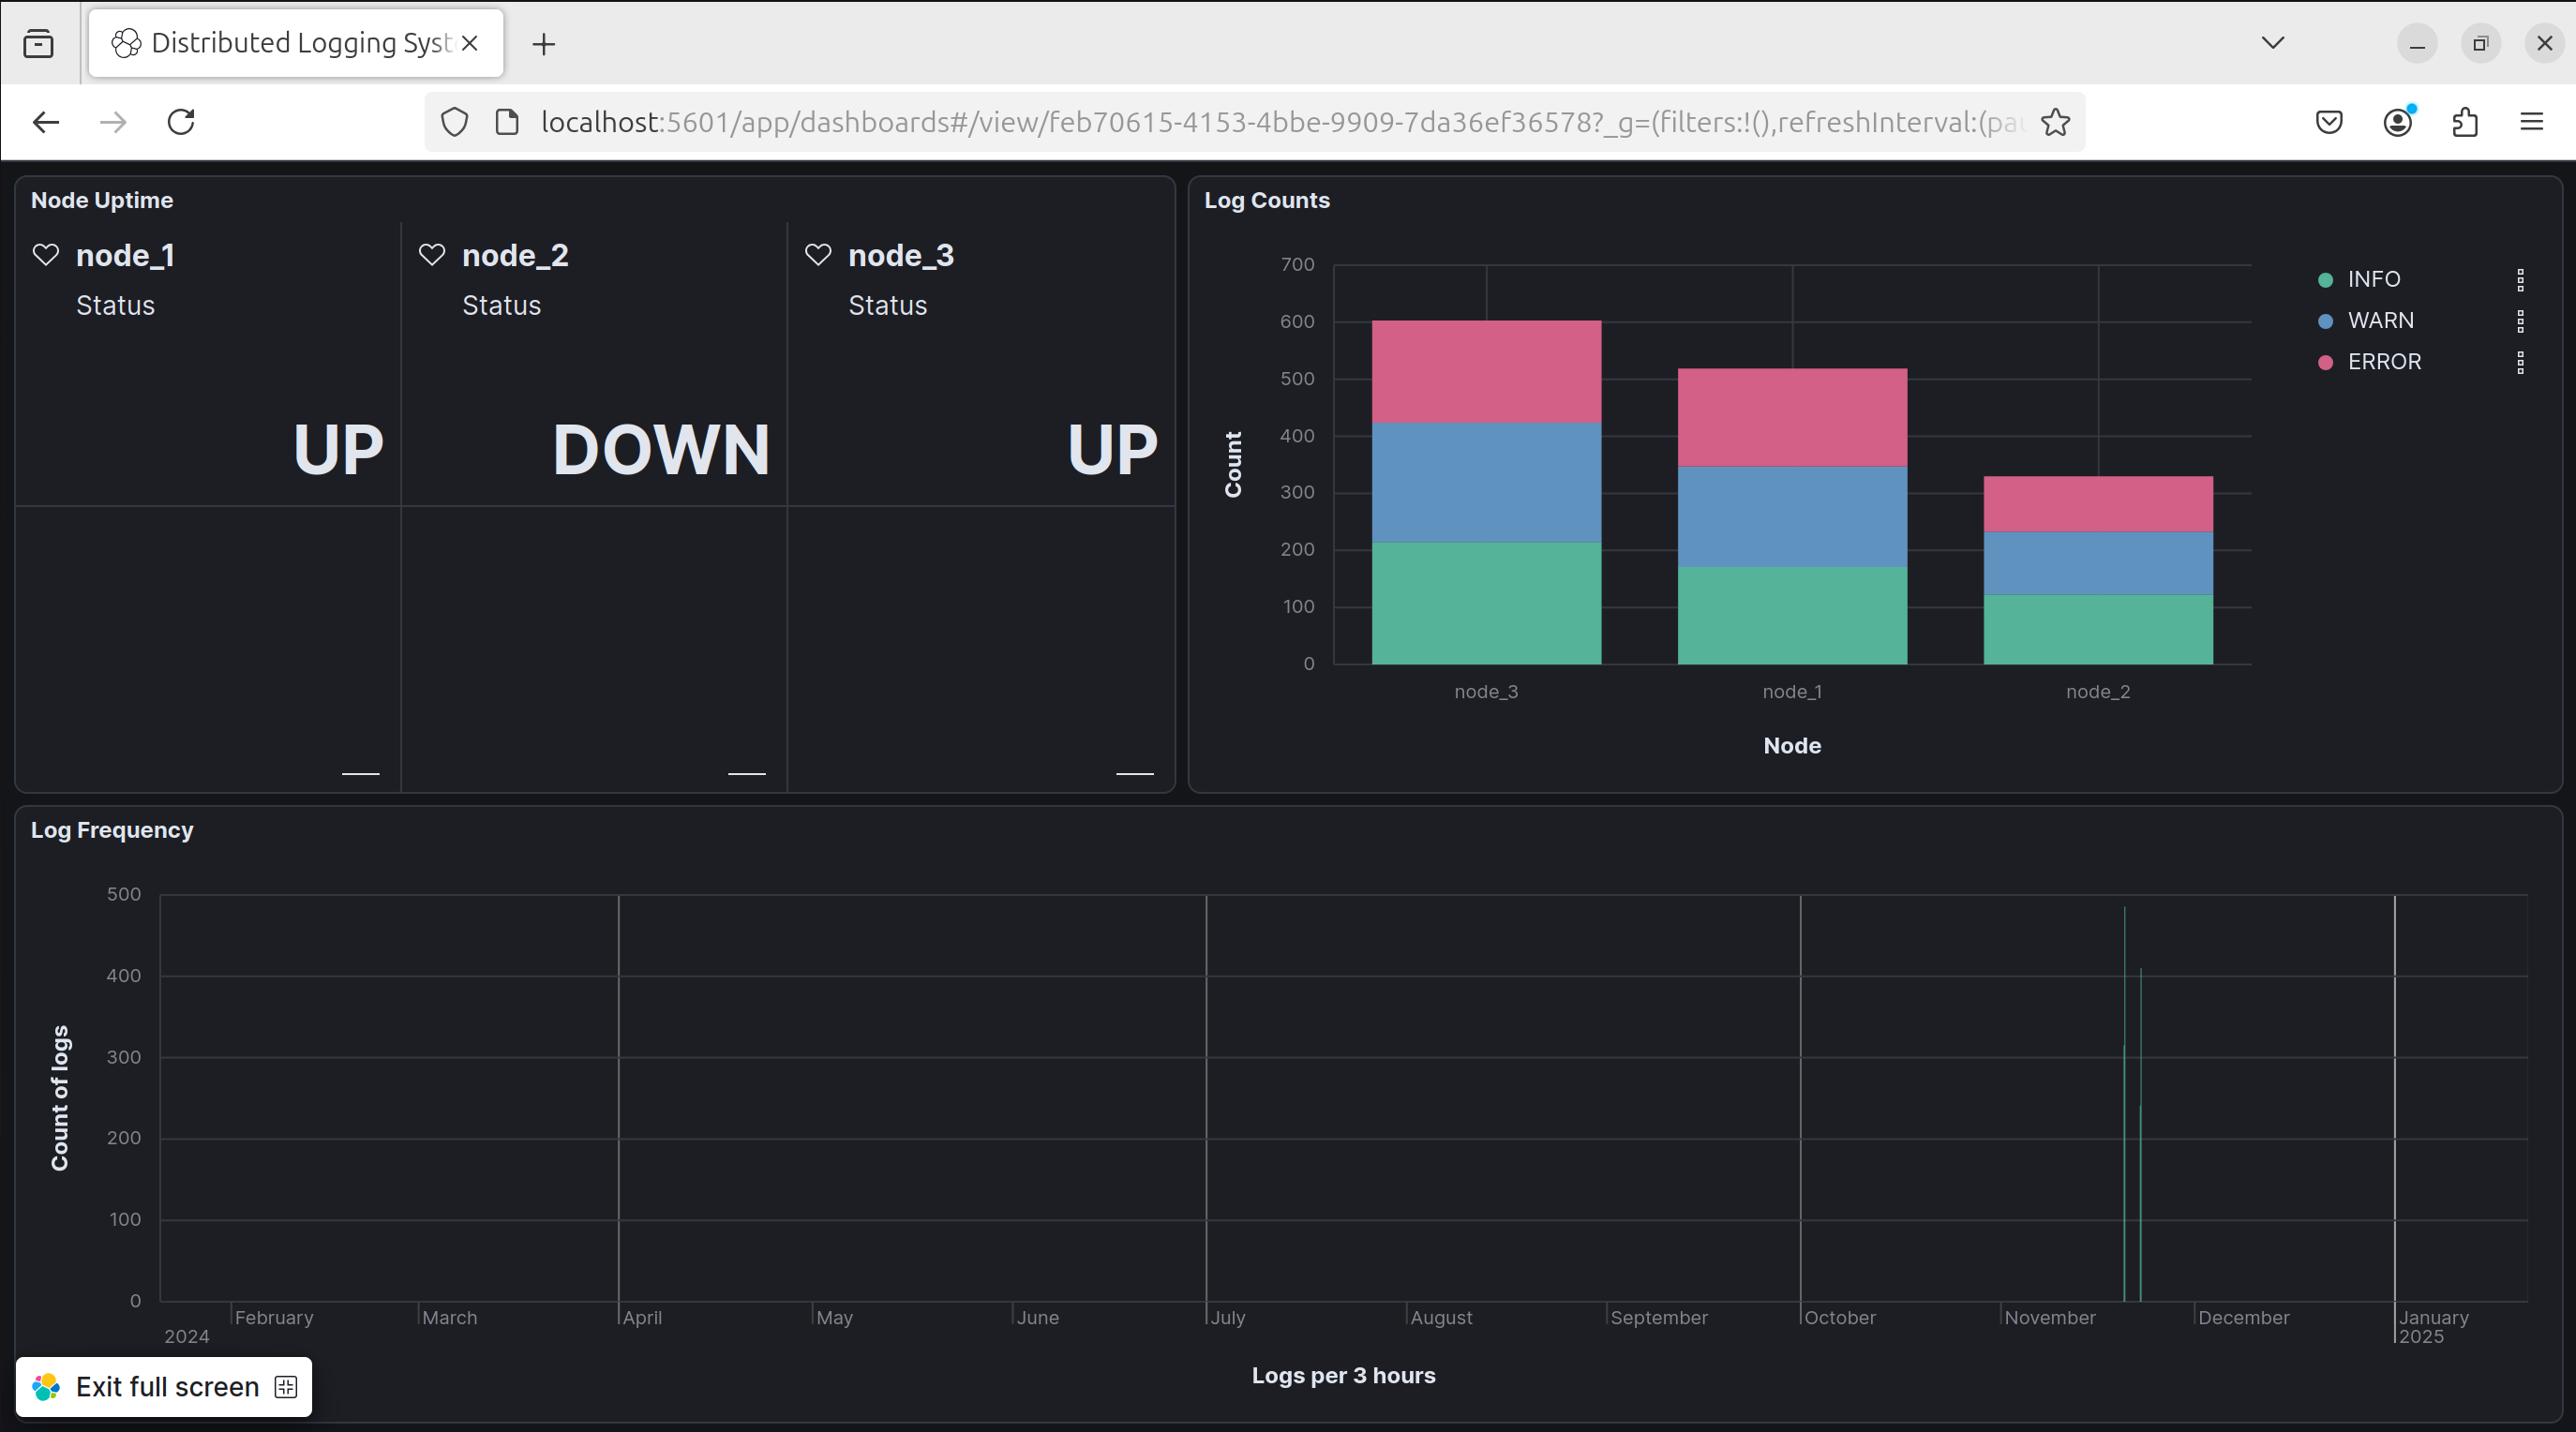 Distributed Logging Syst
localhost:5601/app/dashboards#/view/feb70615-4153-4bbe-9909-7da36ef36578?_g=(filters:!(),refreshInterval:(pau
Node Uptime
node_1
Status
UP
node_2
Status
DOWN
node_3
Status
UP
Log Counts
700
600
500
400
300
200
100
0
Count
node_3
node_1
node_2
Node
INFO
WARN
ERROR
Log Frequency
500
400
300
200
100
0
Count of logs
February
March
April
May
June
July
August
September
October
November
December
January
2024
2025
Logs per 3 hours
Exit full screen